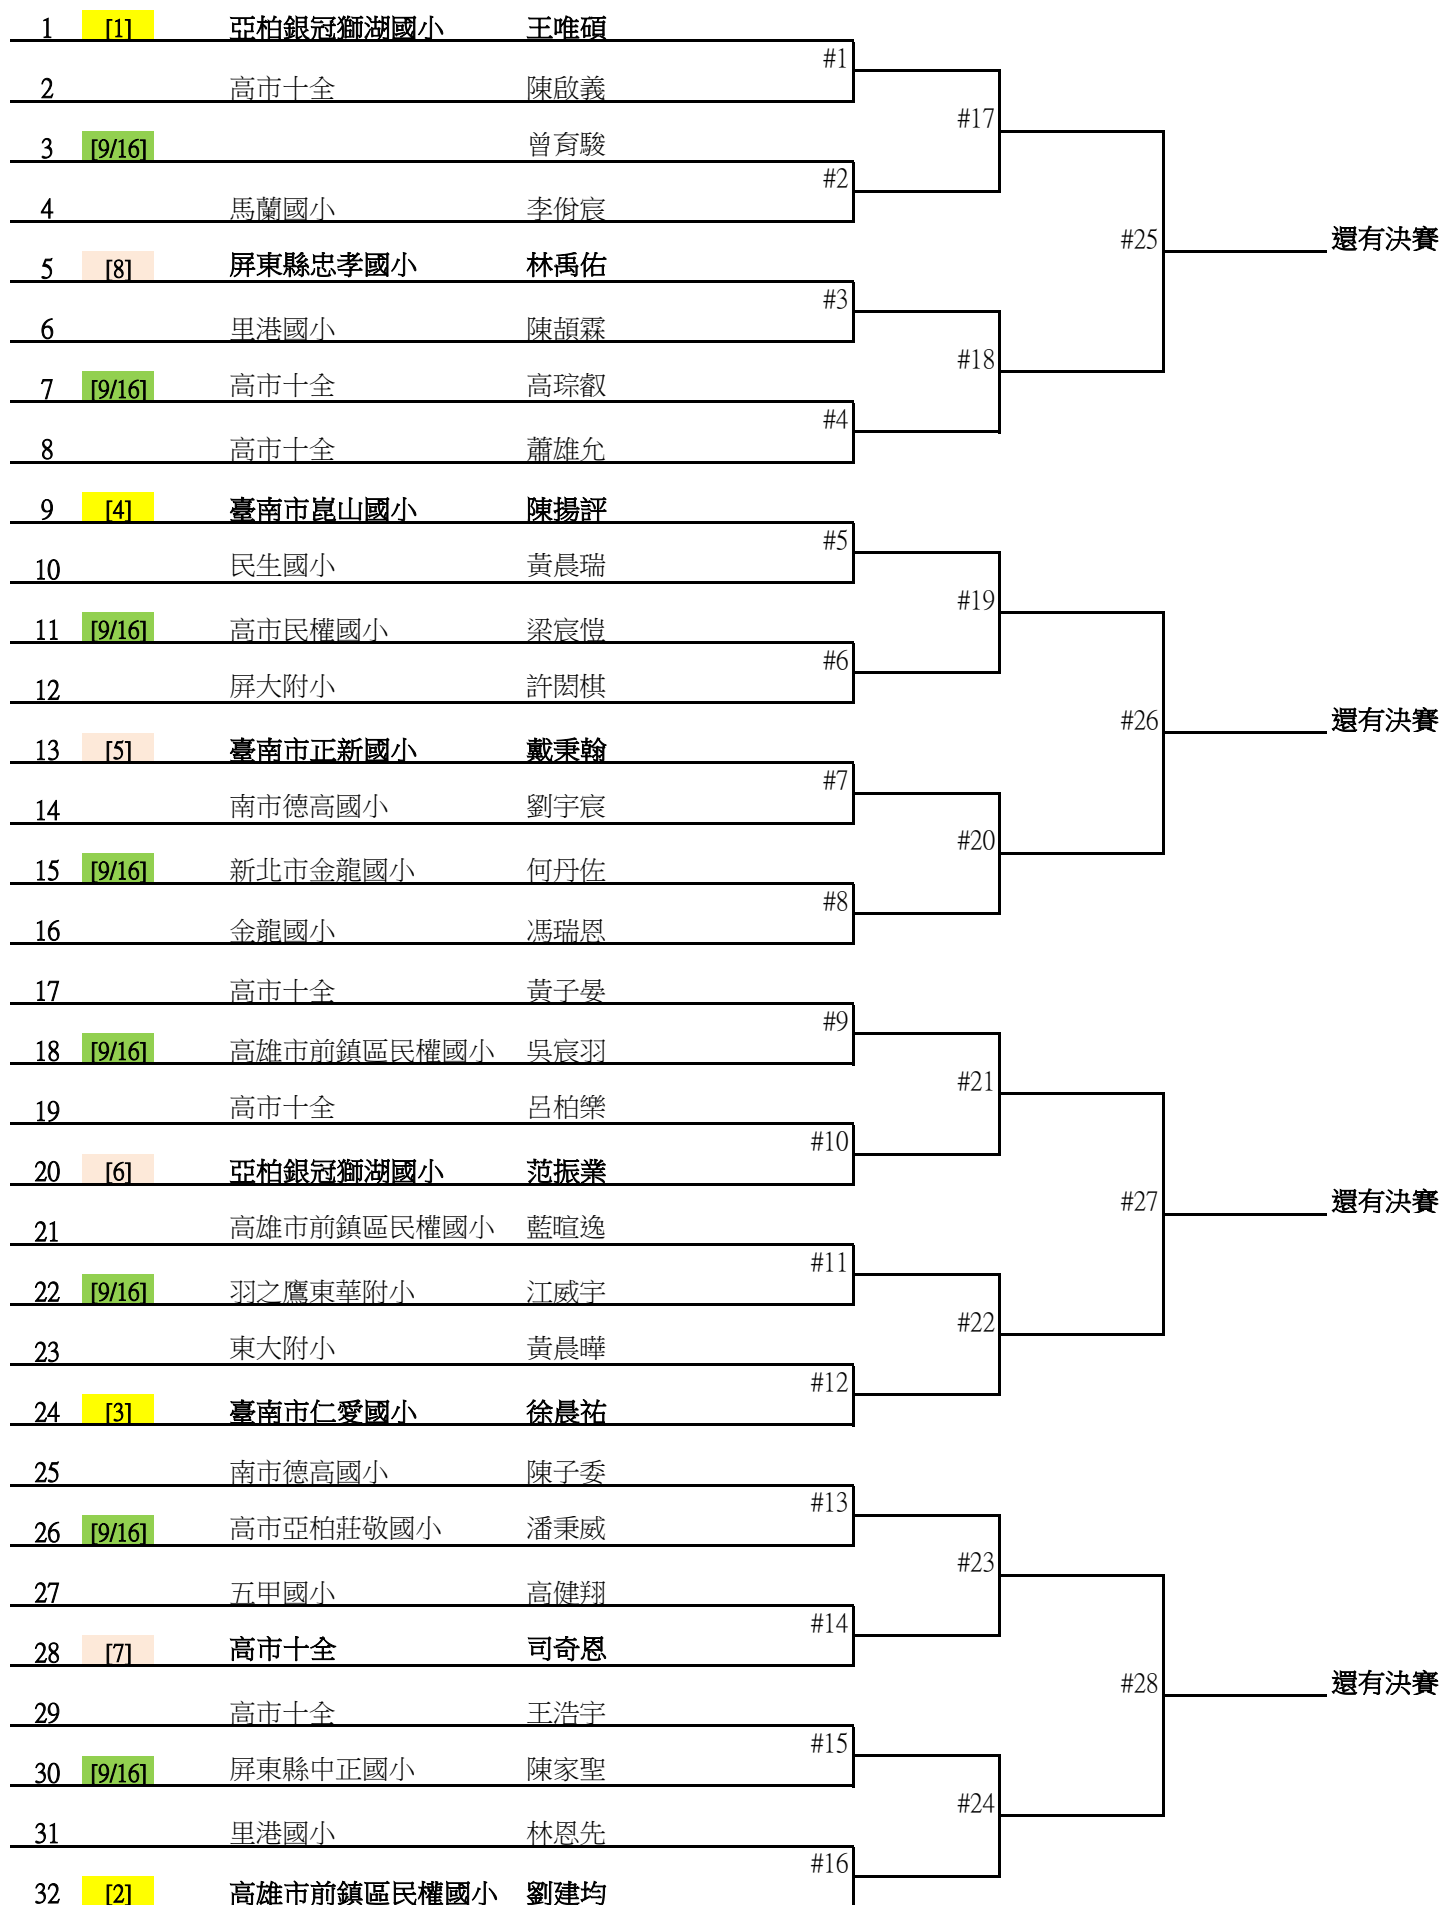 1 [1] 亞柏銀冠獅湖國小 王唯碩
#1
2 高市十全 陳啟義
#17
3 [9/16] 曾育駿
#2
4 馬蘭國小 李佾宸
#25 還有決賽
5 [8] 屏東縣忠孝國小 林禹佑
#3
6 里港國小 陳頡霖
#18
7 [9/16] 高市十全 高琮叡
#4
8 高市十全 蕭雄允
9 [4] 臺南市崑山國小 陳揚評
#5
10 民生國小 黃晨瑞
#19
11 [9/16] 高市民權國小 梁宸愷
#6
12 屏大附小 許閎棋
#26 還有決賽
13 [5] 臺南市正新國小 戴秉翰
#7
14 南市德高國小 劉宇宸
#20
15 [9/16] 新北市金龍國小 何丹佐
#8
16 金龍國小 馮瑞恩
17 高市十全 黃子晏
#9
18 [9/16] 高雄市前鎮區民權國小 吳宸羽
#21
19 高市十全 呂柏樂
#10
20 [6] 亞柏銀冠獅湖國小 范振業
#27 還有決賽
21 高雄市前鎮區民權國小 藍暄逸
#11
22 [9/16] 羽之鷹東華附小 江威宇
#22
23 東大附小 黃晨曄
#12
24 [3] 臺南市仁愛國小 徐晨祐
25 南市德高國小 陳子委
#13
26 [9/16] 高市亞柏莊敬國小 潘秉威
#23
27 五甲國小 高健翔
#14
28 [7] 高市十全 司奇恩
#28 還有決賽
29 高市十全 王浩宇
#15
30 [9/16] 屏東縣中正國小 陳家聖
#24
31 里港國小 林恩先
#16
32 [2] 高雄市前鎮區民權國小 劉建均